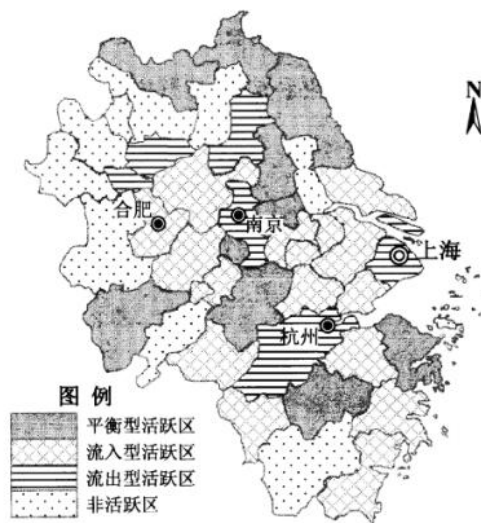 N
合肥
南京
上海
杭州
图 例
平衡型活跃区
流入型活跃区
流出型活跃区
非活跃区